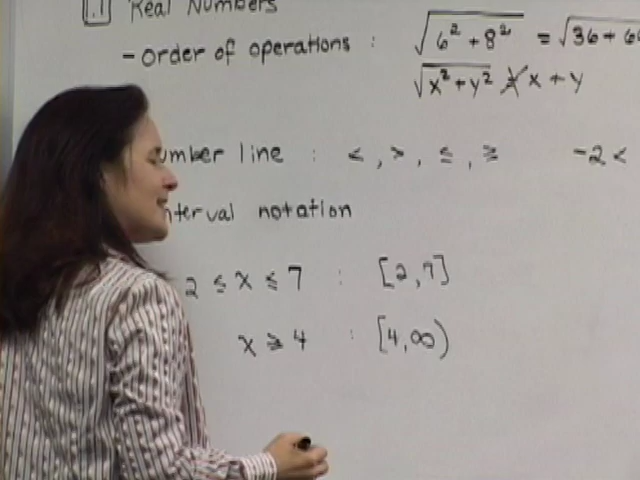 1.1 Real Numbers
- Order of operations : √(6² + 8²) = √(36 + 6
√(x² + y²) ≠ x + y
umber line : < , > , ≤ , ≥ -2 <
nterval notation
2 ≤ x ≤ 7 : [2, 7]
x ≥ 4 : [4, ∞)